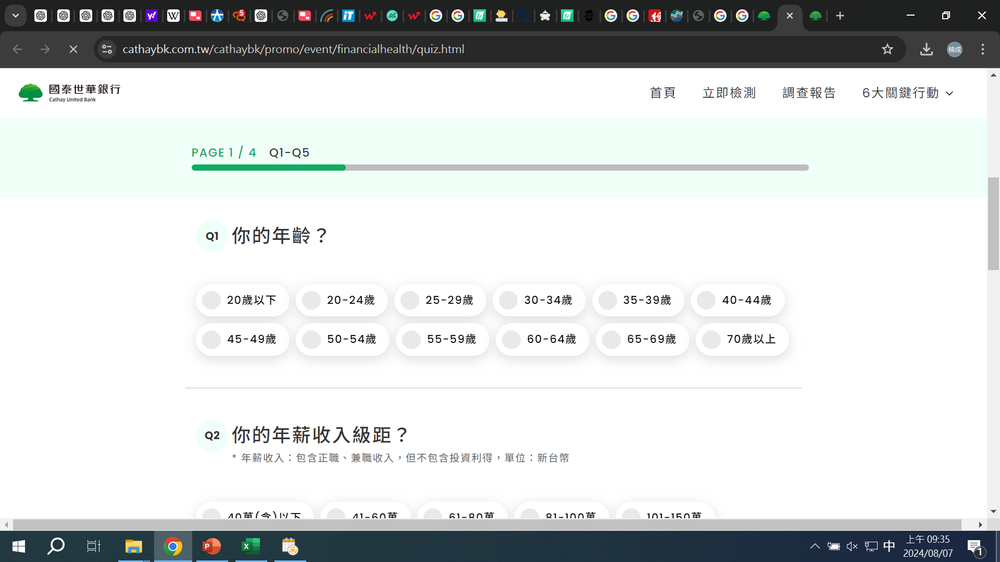 5
cathaybk.com.tw/cathaybk/promo/event/financialhealth/quiz.html
楠成
國泰世華銀行
Cathay United Bank
首頁 立即檢測 調查報告 6大關鍵行動
PAGE 1 / 4 Q1-Q5
Q1 你的年齡？
20歲以下 20-24歲 25-29歲 30-34歲 35-39歲 40-44歲
45-49歲 50-54歲 55-59歲 60-64歲 65-69歲 70歲以上
Q2 你的年薪收入級距？
* 年薪收入：包含正職、兼職收入，但不包含投資利得，單位：新台幣
40萬(含)以下 41-60萬 61-80萬 81-100萬 101-150萬
中
上午 09:35
2024/08/07
1